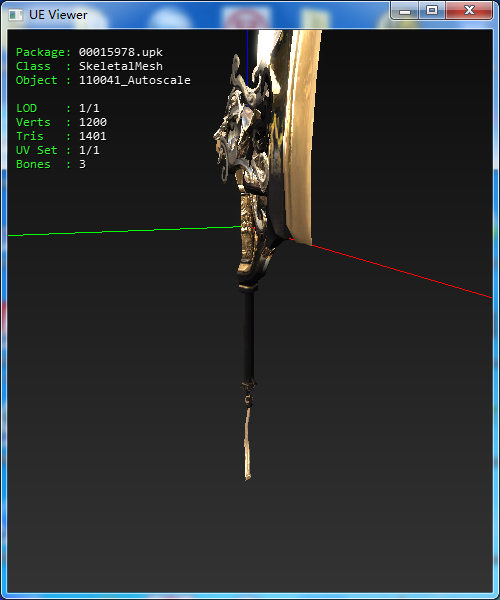 UE Viewer
Package: 00015978.upk
Class : SkeletalMesh
Object : 110041_Autoscale
LOD : 1/1
Verts : 1200
Tris : 1401
UV Set : 1/1
Bones : 3